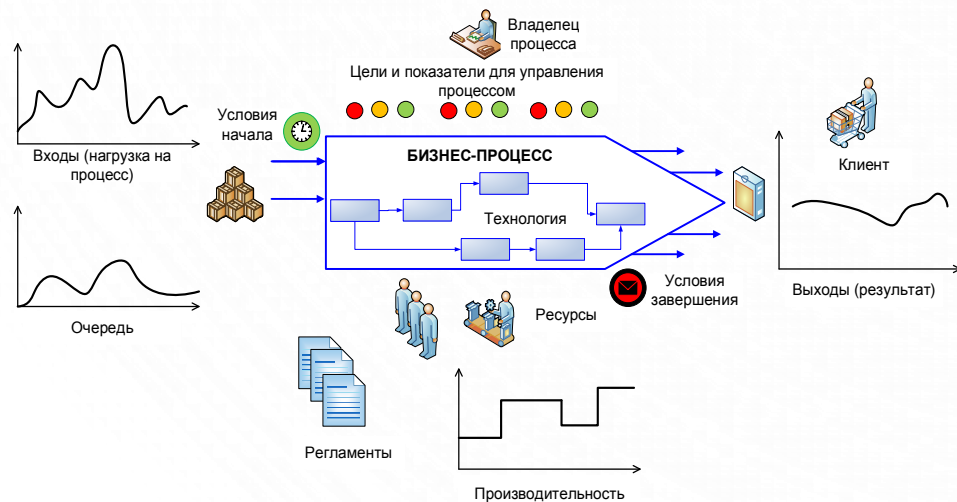 Владелец
процесса
Цели и показатели для управления
процессом
Условия
начала
Входы (нагрузка на
процесс)
БИЗНЕС-ПРОЦЕСС
Технология
Клиент
Очередь
Условия
завершения
Выходы (результат)
Ресурсы
Регламенты
Производительность